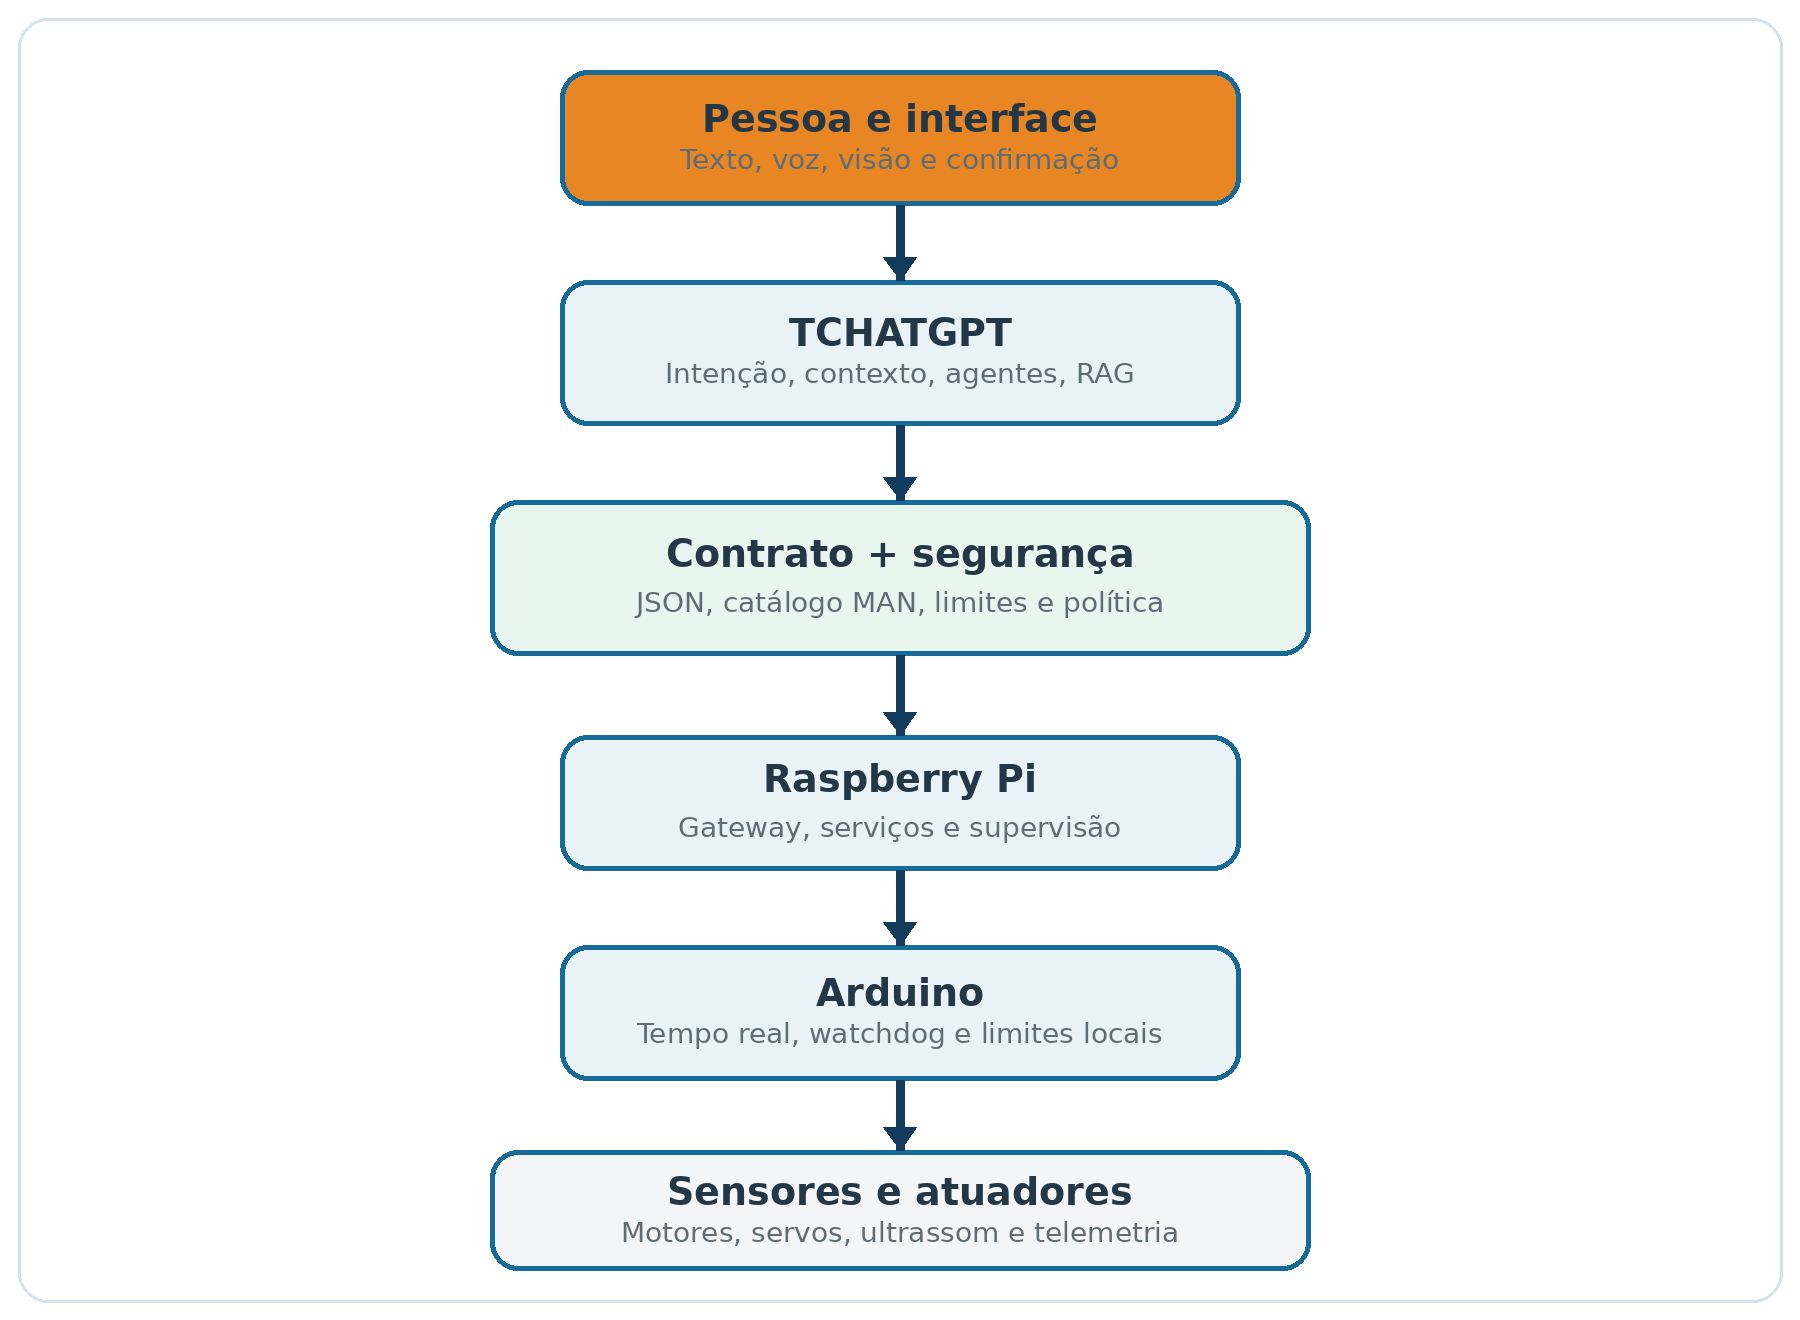 Pessoa e interface
Texto, voz, visão e confirmação
TCHATGPT
Intenção, contexto, agentes, RAG
Contrato + segurança
JSON, catálogo MAN, limites e política
Raspberry Pi
Gateway, serviços e supervisão
Arduino
Tempo real, watchdog e limites locais
Sensores e atuadores
Motores, servos, ultrassom e telemetria